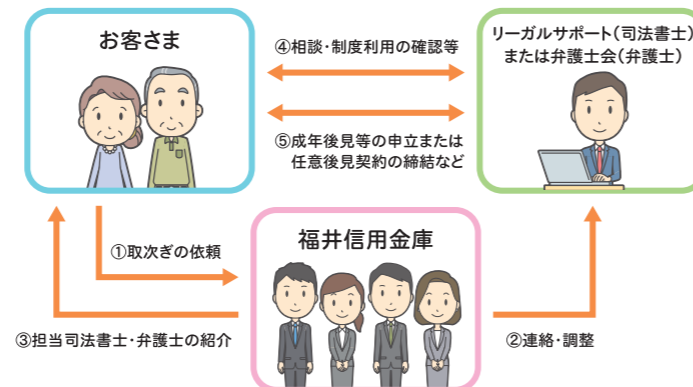 お客さま
④相談・制度利用の確認等
リーガルサポート（司法書士）
または弁護士会（弁護士）
⑤成年後見等の申立または
任意後見契約の締結など
①取次ぎの依頼
福井信用金庫
③担当司法書士・弁護士の紹介
②連絡・調整